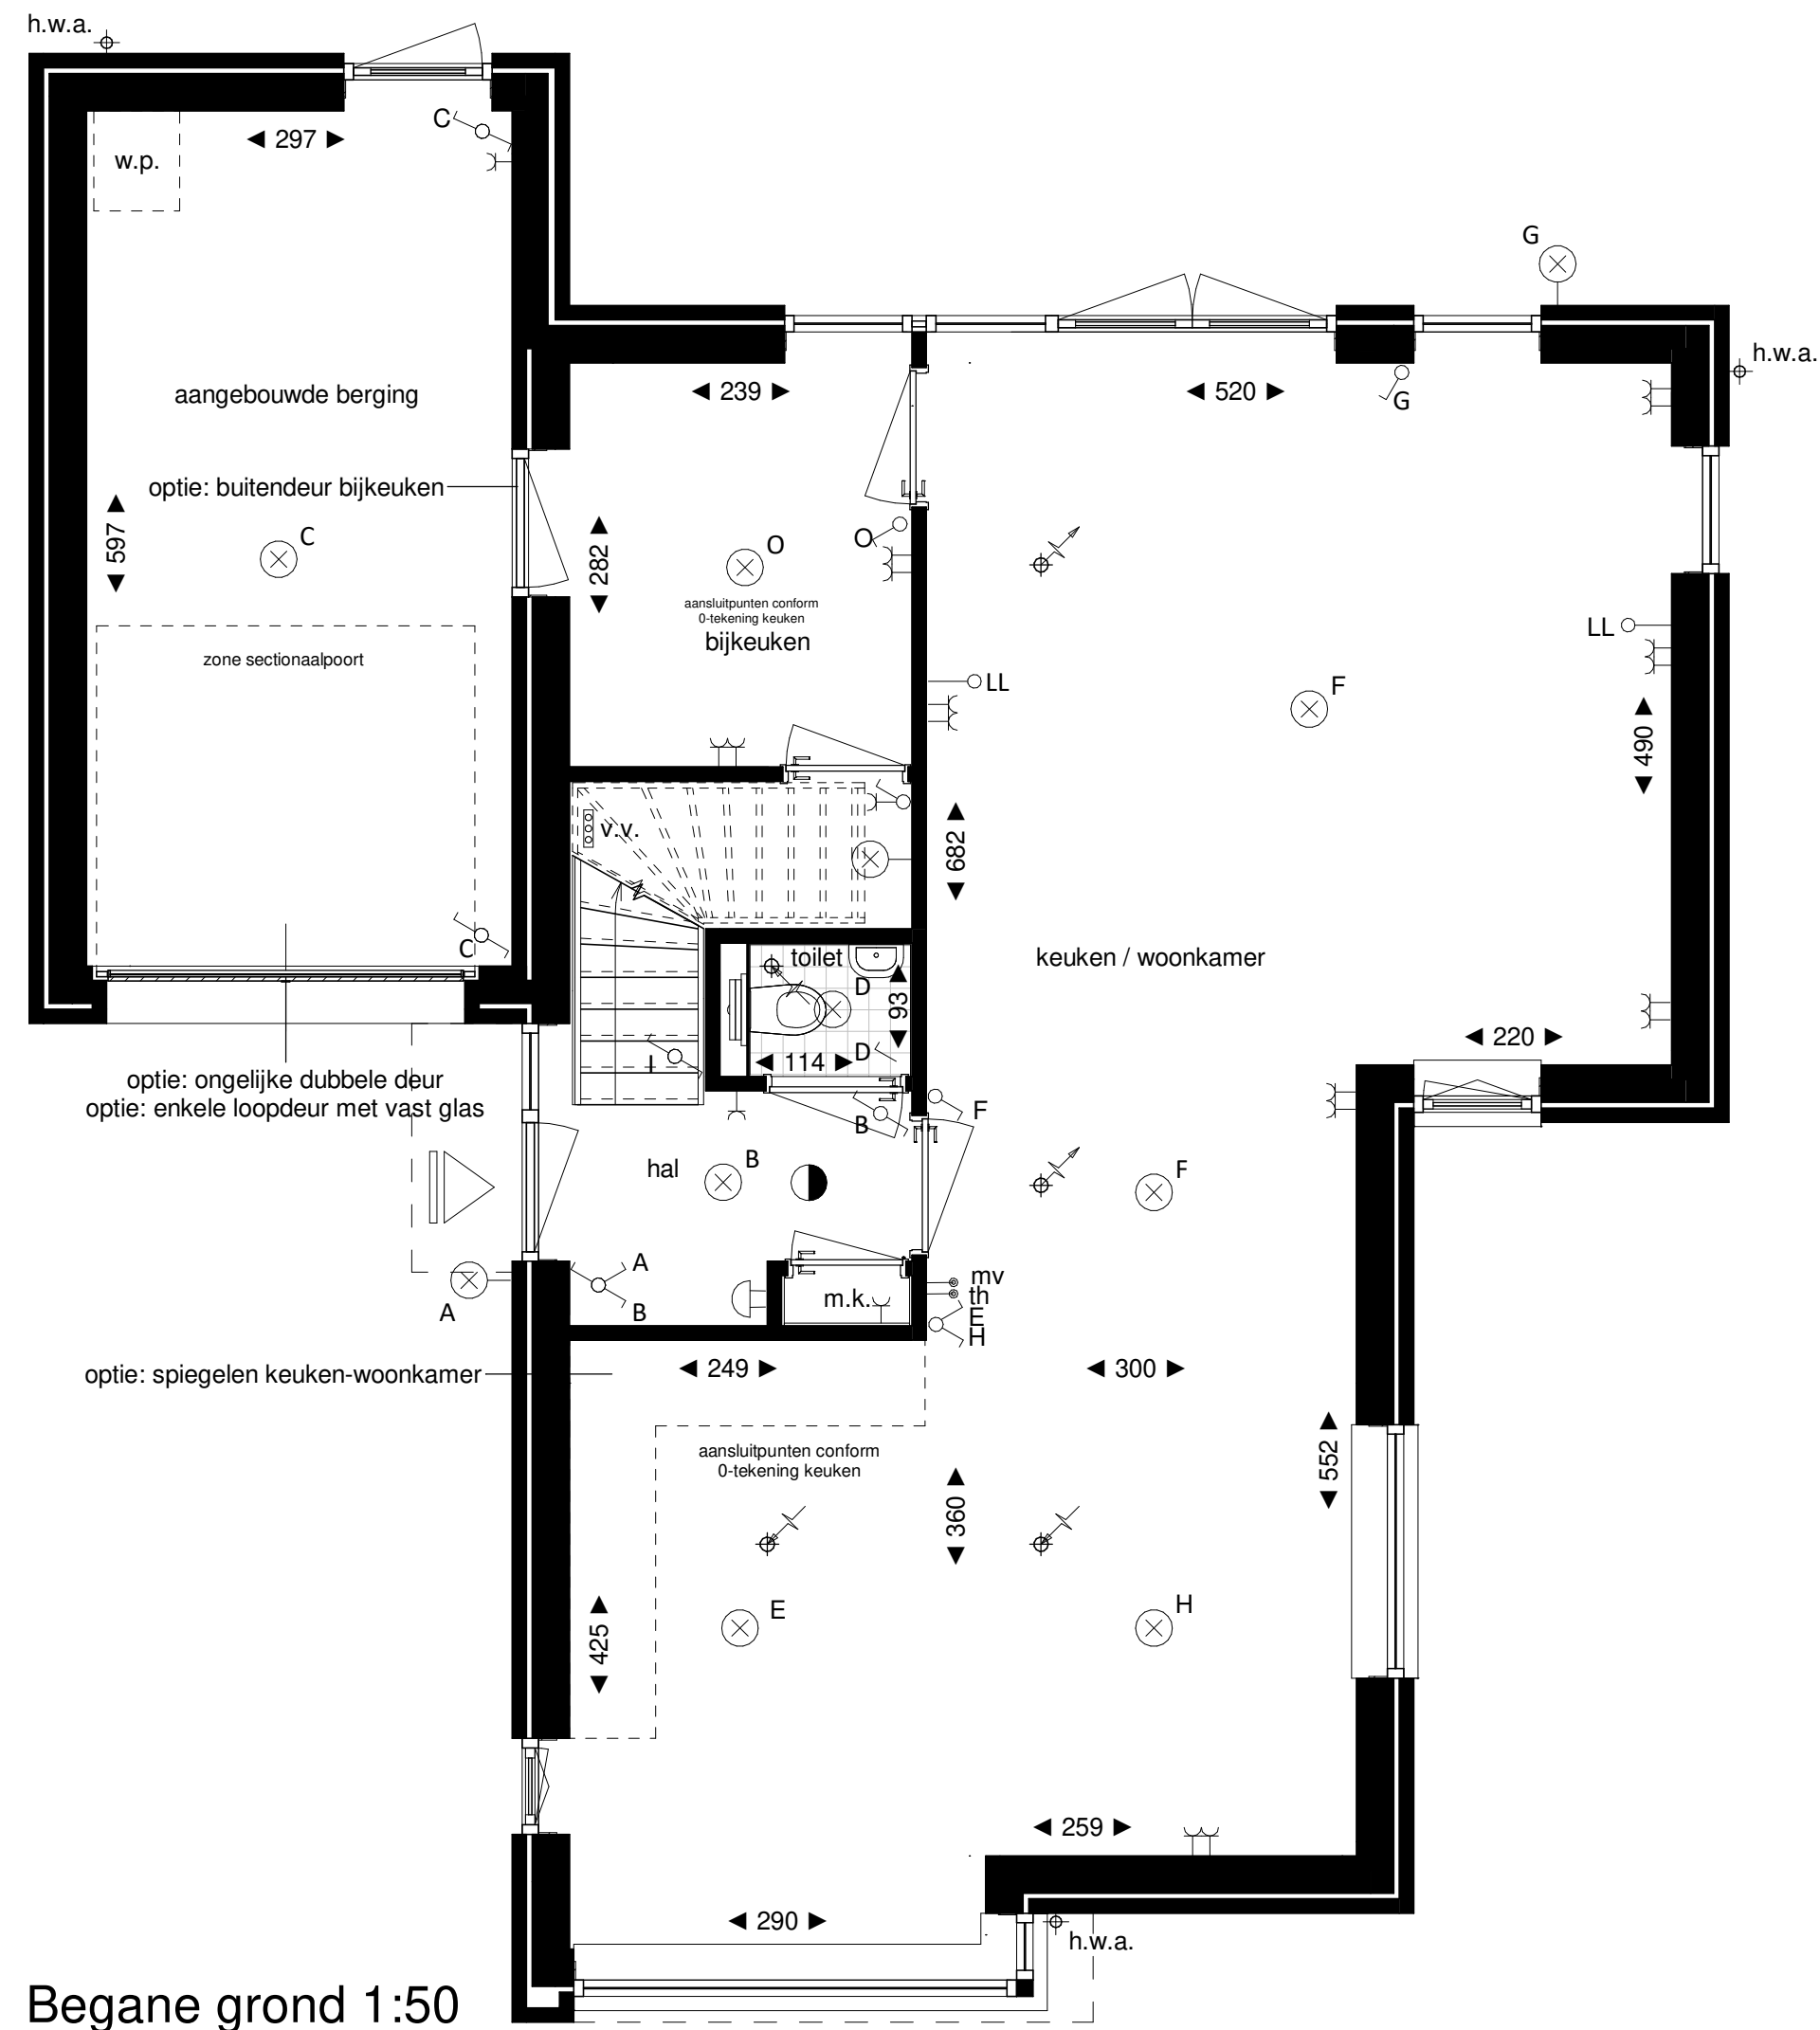 h.w.a.
C
297
w.p.
G
h.w.a.
aangebouwde berging
239
520
G
optie: buitendeur bijkeuken
597
C
282
O
O
aansluitpunten conform
0-tekening keuken
bijkeuken
LL
zone sectionaalpoort
LL
F
490
v.v.
682
C
toilet
keuken / woonkamer
D
93
220
I
114
D
optie: ongelijke dubbele deur
optie: enkele loopdeur met vast glas
B
F
hal
B
F
A
A
B
m.k.
mv
th
E
H
optie: spiegelen keuken-woonkamer
249
300
aansluitpunten conform
0-tekening keuken
552
360
E
H
425
259
290
h.w.a.
Begane grond 1:50